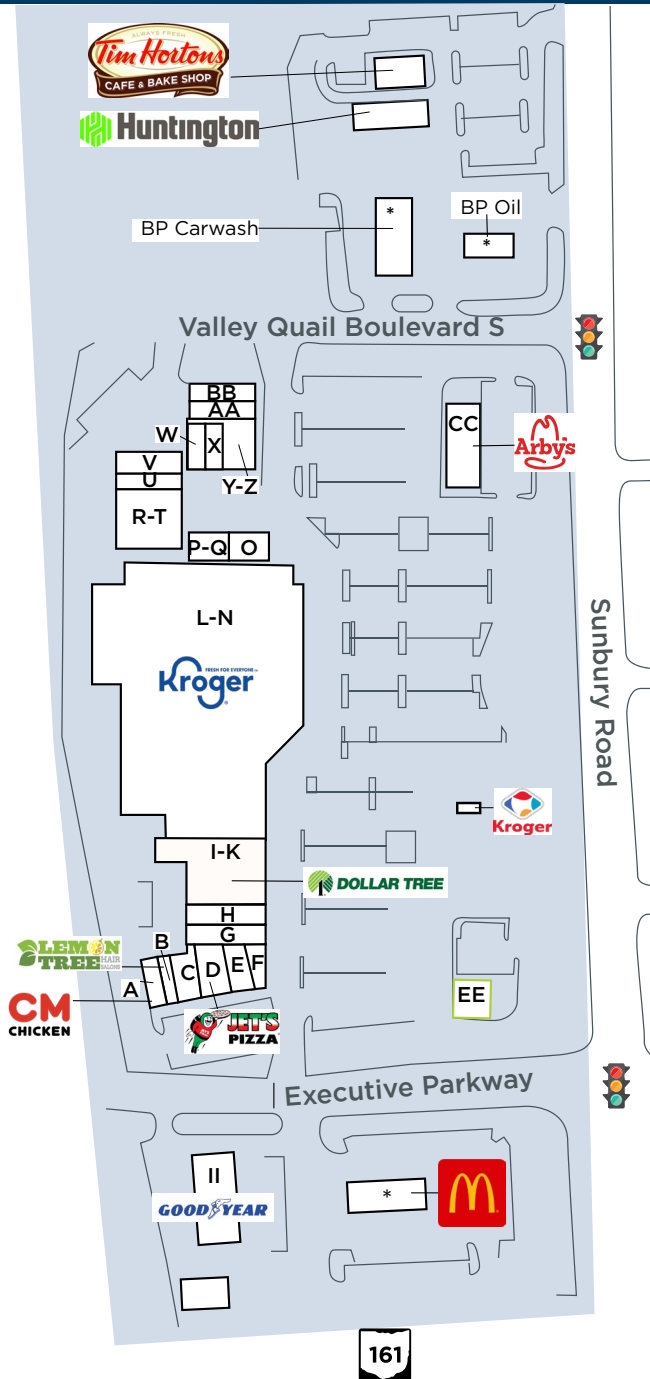 ALWAYS FRESH
Tim Hortons
CAFE & BAKE SHOP
Huntington
BP Carwash
*
BP Oil
*
Valley Quail Boulevard S
BB
AA
W
X
Y-Z
CC
Arby's
V
U
R-T
P-Q
O
L-N
FRESH FOR EVERYONE™
Kroger
Sunbury Road
Kroger
I-K
DOLLAR TREE
H
G
LEMON
TREE
HAIR
SALONS
B
A
C
D
E
F
CM
CHICKEN
JET'S
PIZZA
EE
Executive Parkway
II
GOODYEAR
*
M
161